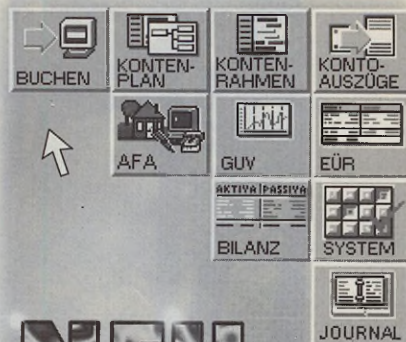 BUCHEN
KONTEN-
PLAN
KONTEN-
RAHMEN
KONTO-
AUSZÜGE
AFA
GUV
EÜR
AKTIVA PASSIVA
BILANZ
SYSTEM
JOURNAL